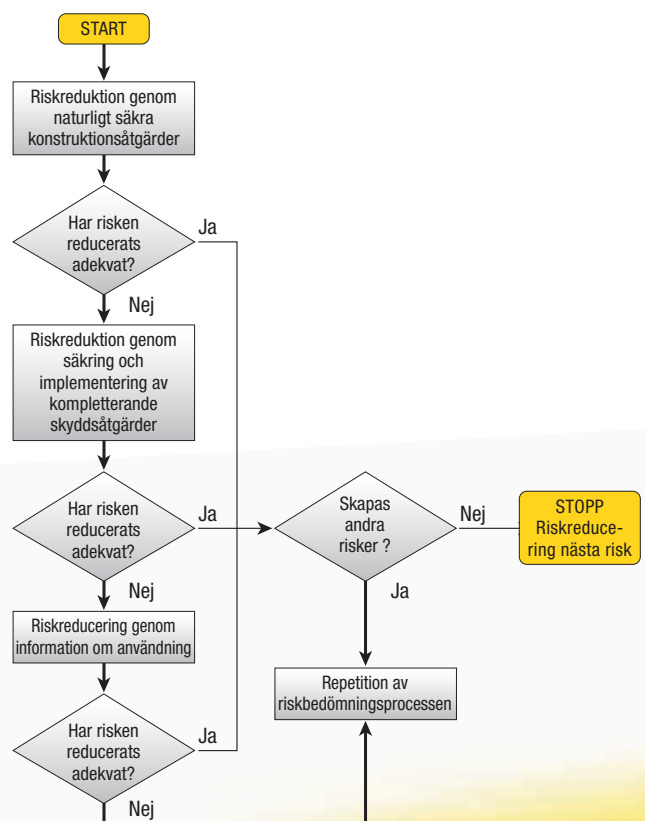 START
Riskreduktion genom
naturligt säkra
konstruktionsåtgärder
Har risken
reducerats
adekvat?
Ja
Nej
Riskreduktion genom
säkring och
implementering av
kompletterande
skyddsåtgärder
Har risken
reducerats
adekvat?
Ja
Skapas
andra
risker ?
Nej
STOPP
Riskreduce-
ring nästa risk
Nej
Ja
Riskreducering genom
information om användning
Repetition av
riskbedömningsprocessen
Har risken
reducerats
adekvat?
Ja
Nej